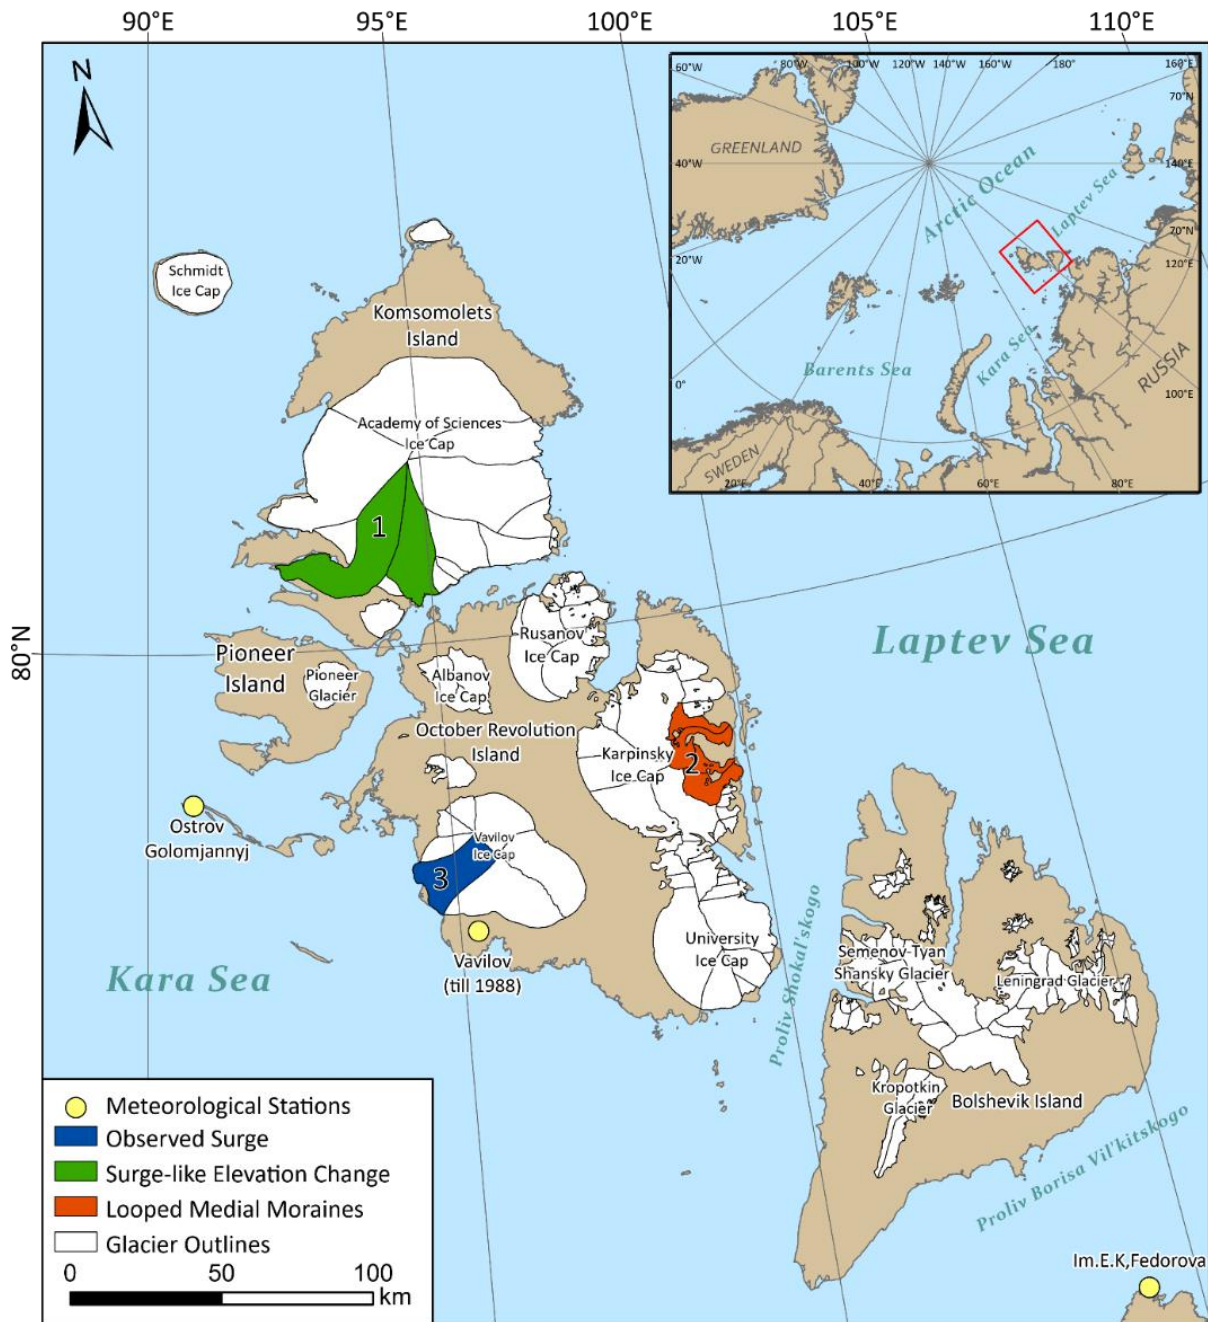 90°E
95°E
100°E
105°E
110°E
N
60°W
80°W
100°W
120°W
140°W
160°W
180°
160°E
70°N
GREENLAND
40°W
140°E
Arctic Ocean
Laptev Sea
20°W
70°N
120°E
Barents Sea
Kara Sea
RUSSIA
0°
100°E
SWEDEN
20°E
40°E
60°E
80°E
Schmidt
Ice Cap
Komsomolets
Island
Academy of Sciences
Ice Cap
1
80°N
Pioneer
Island
Pioneer
Glacier
Albanov
Ice Cap
Rusanov
Ice Cap
Laptev Sea
October Revolution
Island
Karpinsky
Ice Cap
2
Ostrov
Golomjannyj
Vavilov
Ice Cap
3
Vavilov
(till 1988)
Kara Sea
University
Ice Cap
Proliv Shokal'skogo
Semenov-Tyan
Shansky Glacier
Leningrad Glacier
Kropotkin
Glacier
Bolshevik Island
Proliv Borisa Vil'kitskogo
Im.E.K,Fedorova
Meteorological Stations
Observed Surge
Surge-like Elevation Change
Looped Medial Moraines
Glacier Outlines
0
50
100
km